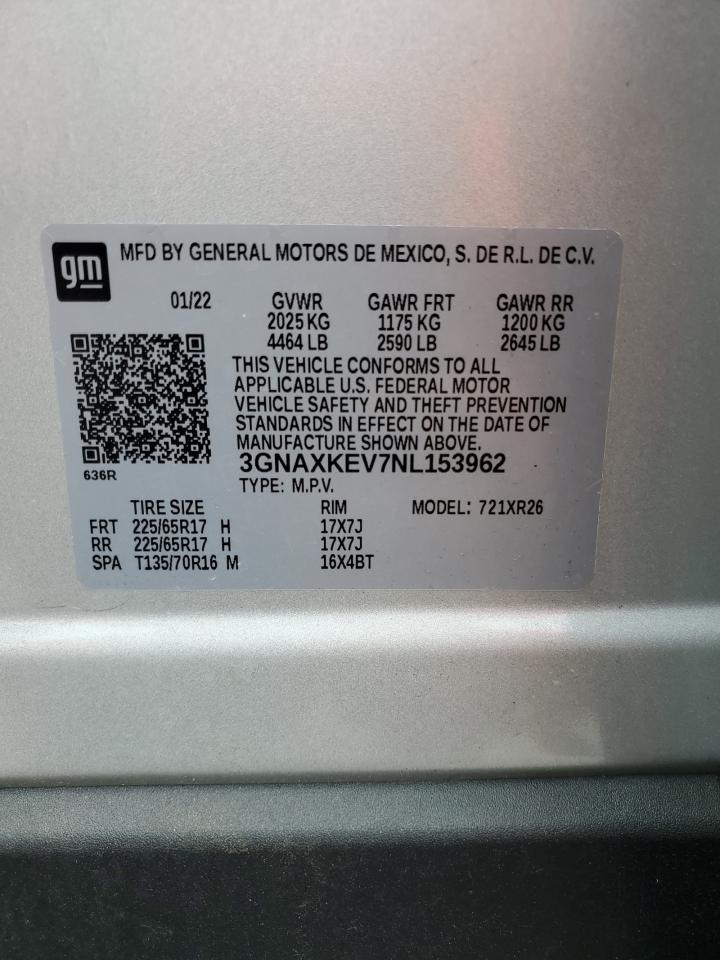 gm MFD BY GENERAL MOTORS DE MEXICO, S. DE R.L. DE C.V.
01/22 GVWR GAWR FRT GAWR RR
2025 KG 1175 KG 1200 KG
4464 LB 2590 LB 2645 LB
THIS VEHICLE CONFORMS TO ALL
APPLICABLE U.S. FEDERAL MOTOR
VEHICLE SAFETY AND THEFT PREVENTION
STANDARDS IN EFFECT ON THE DATE OF
MANUFACTURE SHOWN ABOVE.
3GNAXKEV7NL153962
636R
TYPE: M.P.V.
TIRE SIZE RIM MODEL: 721XR26
FRT 225/65R17 H 17X7J
RR 225/65R17 H 17X7J
SPA T135/70R16 M 16X4BT